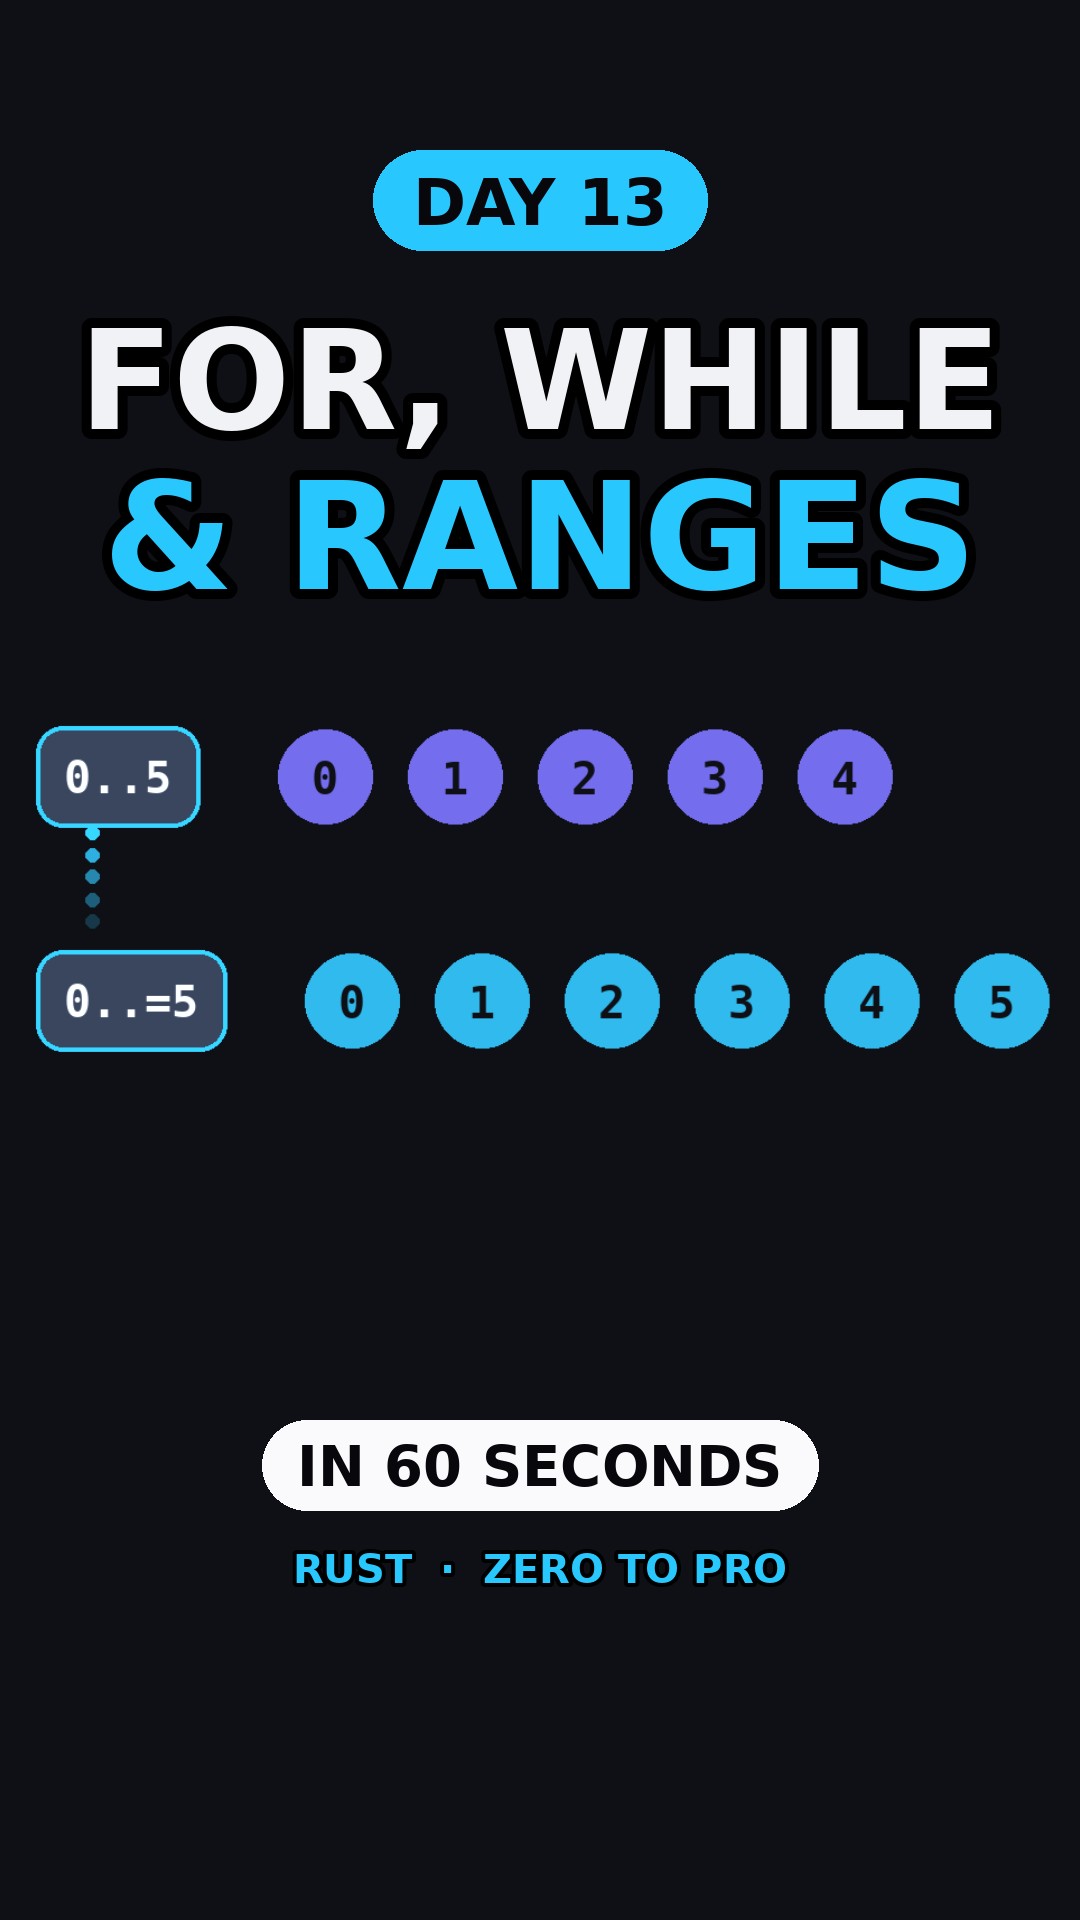 DAY 13
FOR, WHILE
& RANGES
0..5 0 1 2 3 4
0..=5 0 1 2 3 4 5
IN 60 SECONDS
RUST · ZERO TO PRO